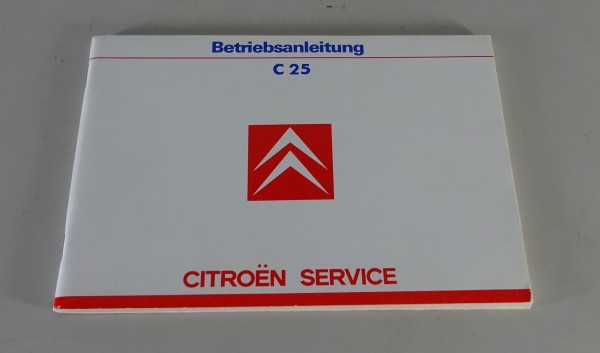 Betriebsanleitung
C 25
CITROËN SERVICE